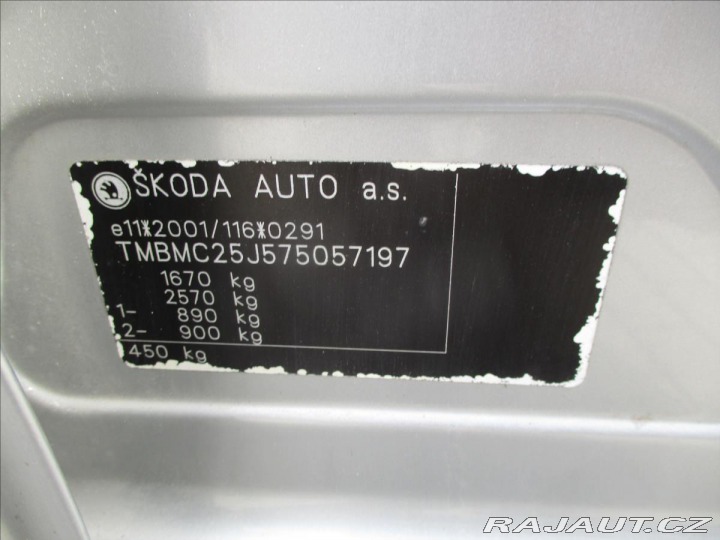 ŠKODA AUTO a.s.
e11*2001/116*0291
TMBMC25J575057197
1670 kg
2570 kg
1- 890 kg
2- 900 kg
450 kg
RAJAUT.CZ